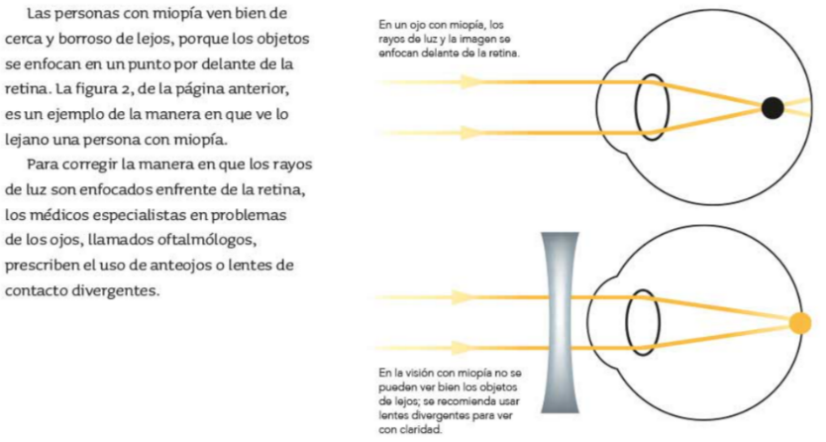 Las personas con miopía ven bien de
cerca y borroso de lejos, porque los objetos
se enfocan en un punto por delante de la
retina. La figura 2, de la página anterior,
es un ejemplo de la manera en que ve lo
lejano una persona con miopía.
Para corregir la manera en que los rayos
de luz son enfocados enfrente de la retina,
los médicos especialistas en problemas
de los ojos, llamados oftalmólogos,
prescriben el uso de anteojos o lentes de
contacto divergentes.
En un ojo con miopía, los
rayos de luz y la imagen se
enfocan delante de la retina.
En la visión con miopía no se
pueden ver bien los objetos
de lejos; se recomienda usar
lentes divergentes para ver
con claridad.